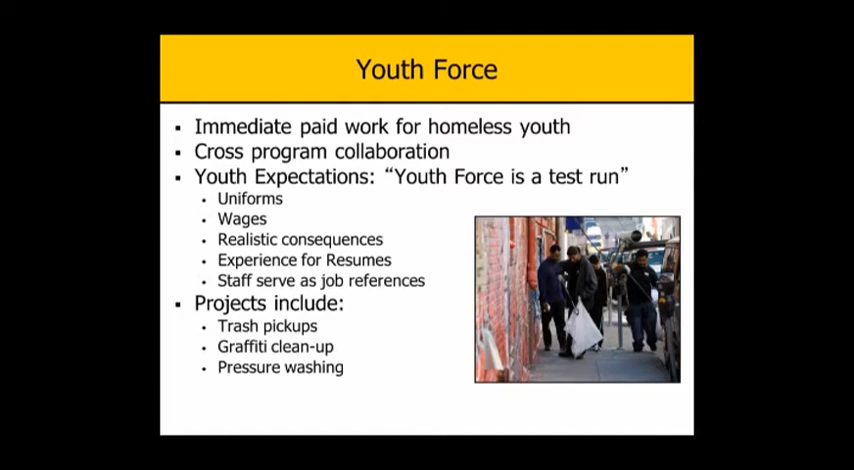 Youth Force
▪ Immediate paid work for homeless youth
▪ Cross program collaboration
▪ Youth Expectations: “Youth Force is a test run”
• Uniforms
• Wages
• Realistic consequences
• Experience for Resumes
• Staff serve as job references
▪ Projects include:
• Trash pickups
• Graffiti clean-up
• Pressure washing